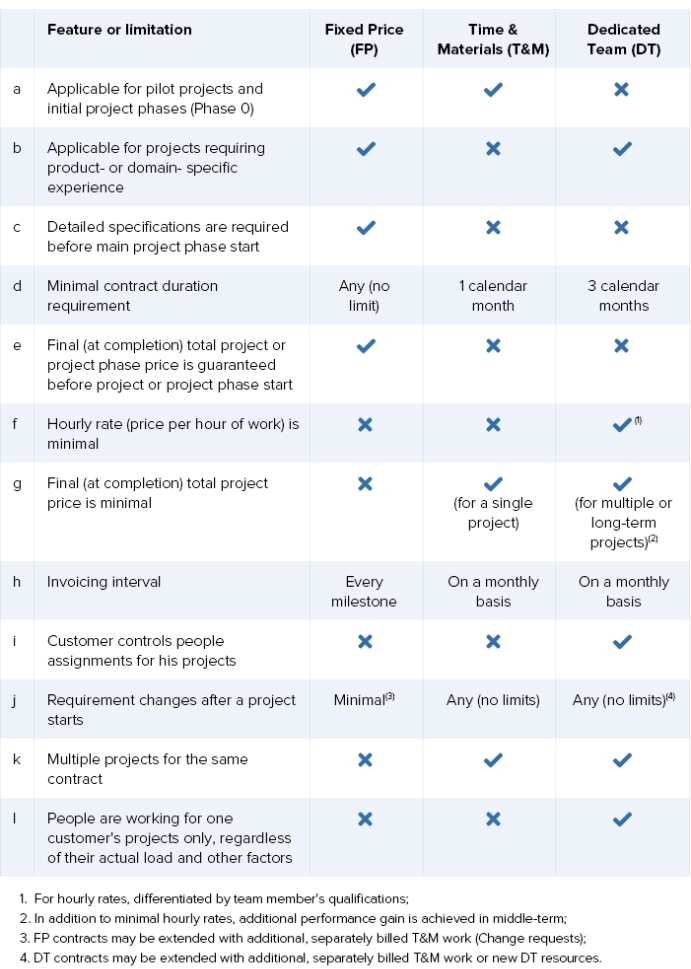 Feature or limitation
Fixed Price
(FP)
Time &
Materials (T&M)
Dedicated
Team (DT)
a
Applicable for pilot projects and
initial project phases (Phase 0)
b
Applicable for projects requiring
product- or domain- specific
experience
c
Detailed specifications are required
before main project phase start
d
Minimal contract duration
requirement
Any (no
limit)
1 calendar
month
3 calendar
months
e
Final (at completion) total project or
project phase price is guaranteed
before project or project phase start
f
Hourly rate (price per hour of work) is
minimal
(1)
g
Final (at completion) total project
price is minimal
(for a single
project)
(for multiple or
long-term
projects)(2)
h
Invoicing interval
Every
milestone
On a monthly
basis
On a monthly
basis
i
Customer controls people
assignments for his projects
j
Requirement changes after a project
starts
Minimal(3)
Any (no limits)
Any (no limits)(4)
k
Multiple projects for the same
contract
l
People are working for one
customer's projects only, regardless
of their actual load and other factors
1. For hourly rates, differentiated by team member's qualifications;
2. In addition to minimal hourly rates, additional performance gain is achieved in middle-term;
3. FP contracts may be extended with additional, separately billed T&M work (Change requests);
4. DT contracts may be extended with additional, separately billed T&M work or new DT resources.